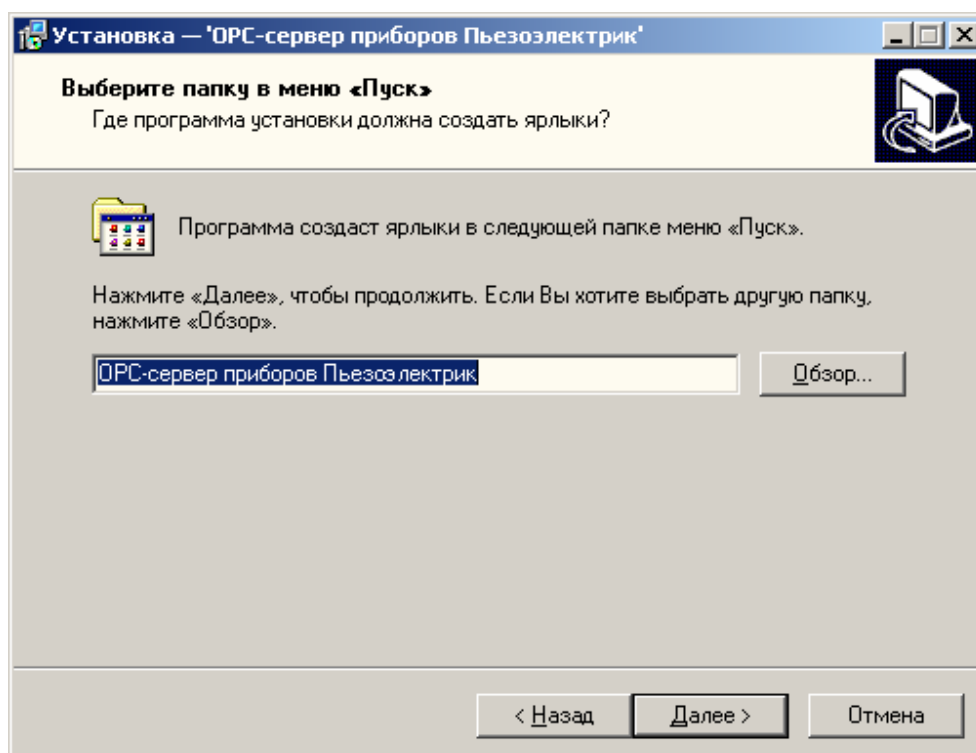 Установка — 'ОРС-сервер приборов Пьезоэлектрик'
Выберите папку в меню «Пуск»
Где программа установки должна создать ярлыки?
Программа создаст ярлыки в следующей папке меню «Пуск».
Нажмите «Далее», чтобы продолжить. Если Вы хотите выбрать другую папку,
нажмите «Обзор».
ОРС-сервер приборов Пьезоэлектрик
Обзор...
< Назад
Далее >
Отмена